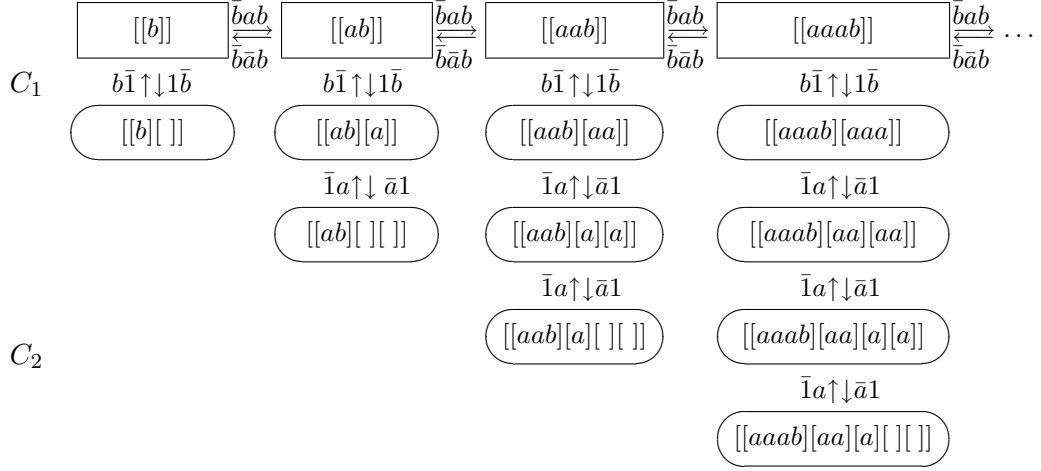 [[b]] b̄ab ⇄ b̄āb [[ab]] b̄ab ⇄ b̄āb [[aab]] b̄ab ⇄ b̄āb [[aaab]] b̄ab ⇄ b̄āb ...
C₁ b1̄↑↓1b̄ b1̄↑↓1b̄ b1̄↑↓1b̄ b1̄↑↓1b̄
[[b][ ]] [[ab][a]] [[aab][aa]] [[aaab][aaa]]
1̄a↑↓ ā1 1̄a↑↓ā1 1̄a↑↓ā1
[[ab][ ][ ]] [[aab][a][a]] [[aaab][aa][aa]]
1̄a↑↓ā1 1̄a↑↓ā1
C₂ [[aab][a][ ][ ]] [[aaab][aa][a][a]]
1̄a↑↓ā1
[[aaab][aa][a][ ][ ]]